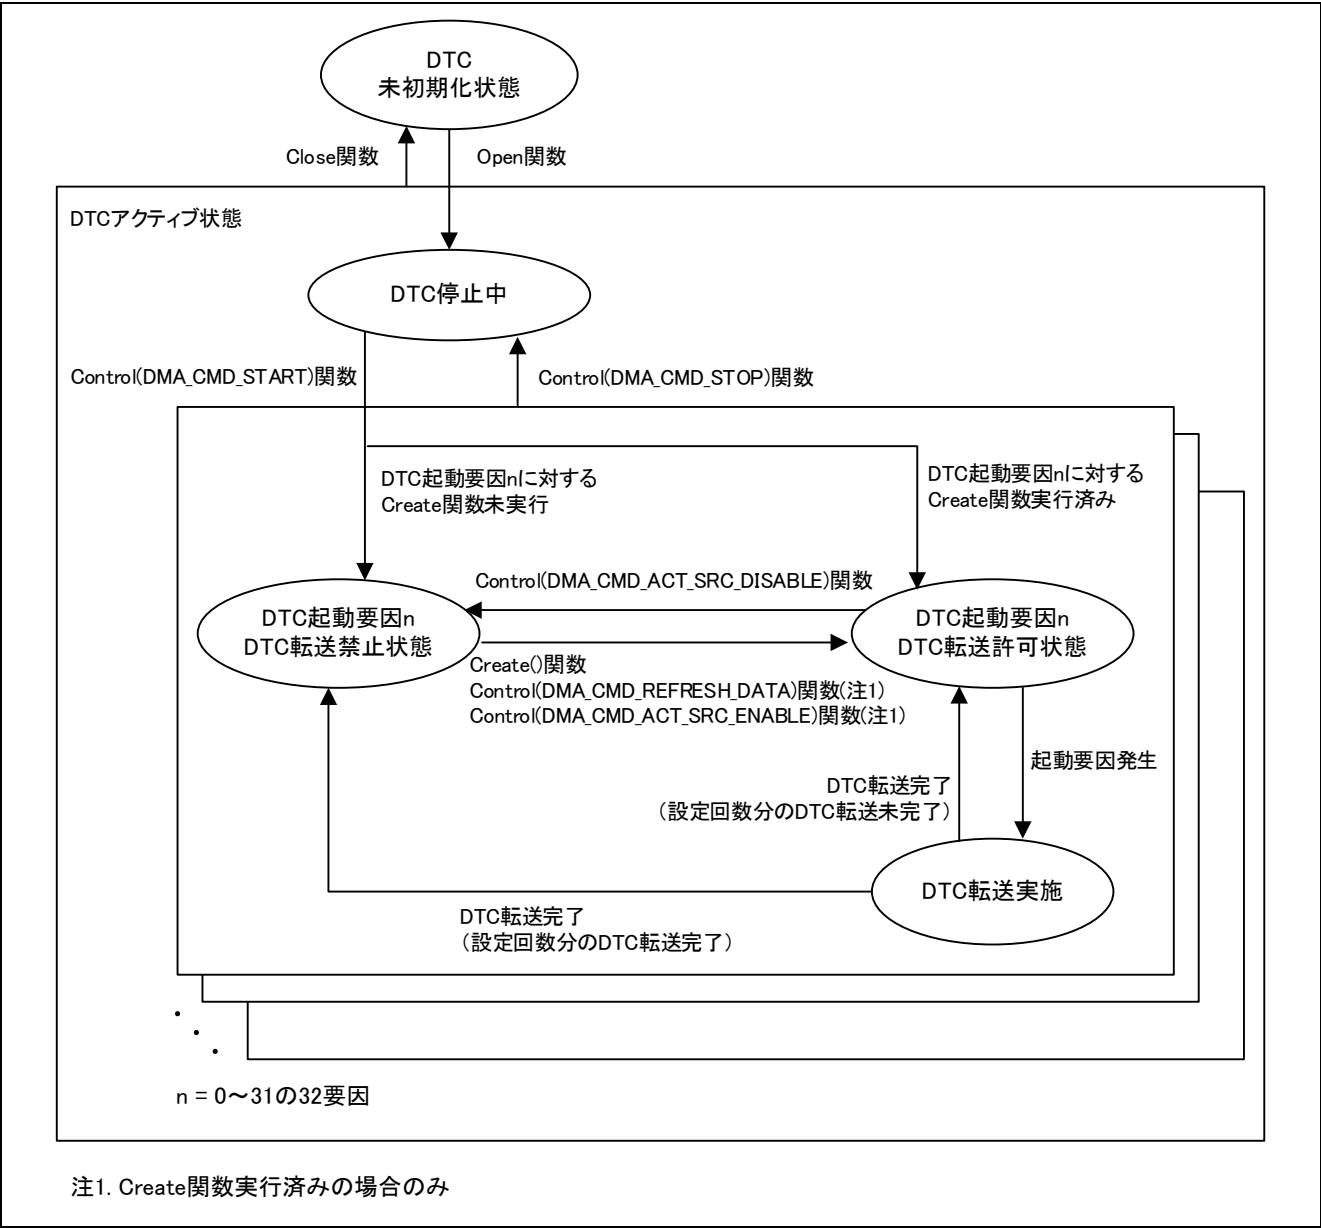 DTC
未初期化状態
Close関数
Open関数
DTCアクティブ状態
DTC停止中
Control(DMA_CMD_START)関数
Control(DMA_CMD_STOP)関数
DTC起動要因nに対する
Create関数未実行
DTC起動要因nに対する
Create関数実行済み
Control(DMA_CMD_ACT_SRC_DISABLE)関数
DTC起動要因n
DTC転送禁止状態
DTC起動要因n
DTC転送許可状態
Create()関数
Control(DMA_CMD_REFRESH_DATA)関数(注1)
Control(DMA_CMD_ACT_SRC_ENABLE)関数(注1)
起動要因発生
DTC転送完了
（設定回数分のDTC転送未完了）
DTC転送実施
DTC転送完了
（設定回数分のDTC転送完了）
n = 0～31の32要因
注1. Create関数実行済みの場合のみ